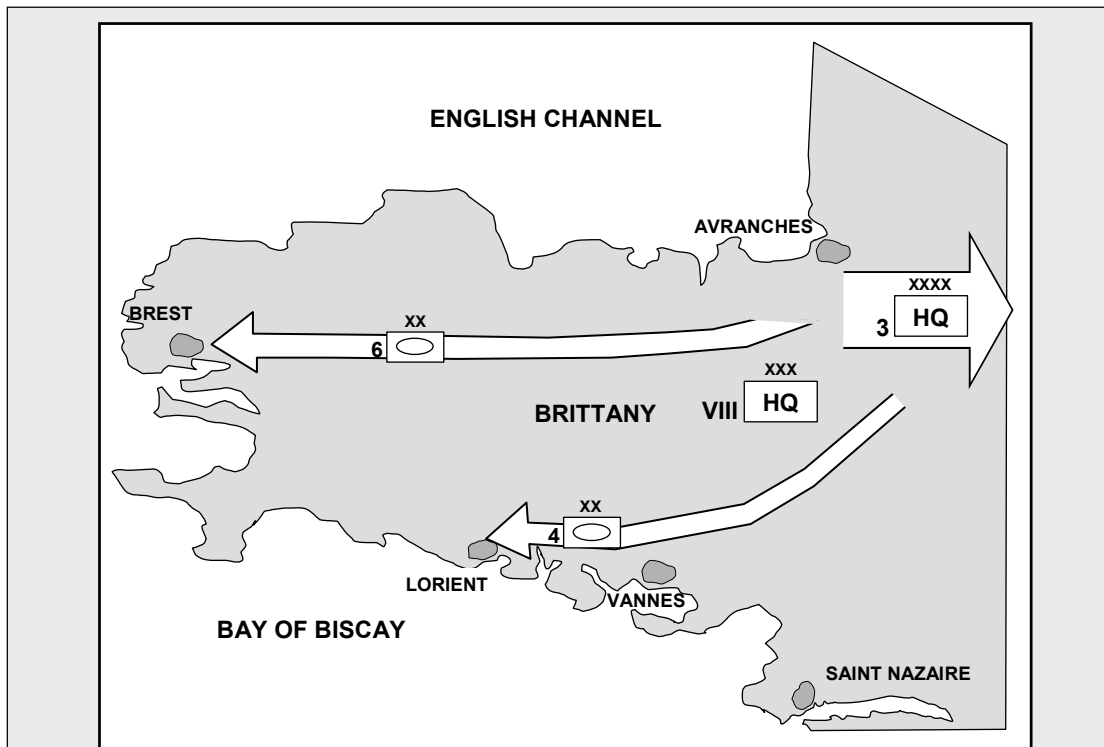 ENGLISH CHANNEL
AVRANCHES
XXXX
3 HQ
BREST
XX
6
XXX
VIII HQ
BRITTANY
XX
4
LORIENT
VANNES
BAY OF BISCAY
SAINT NAZAIRE